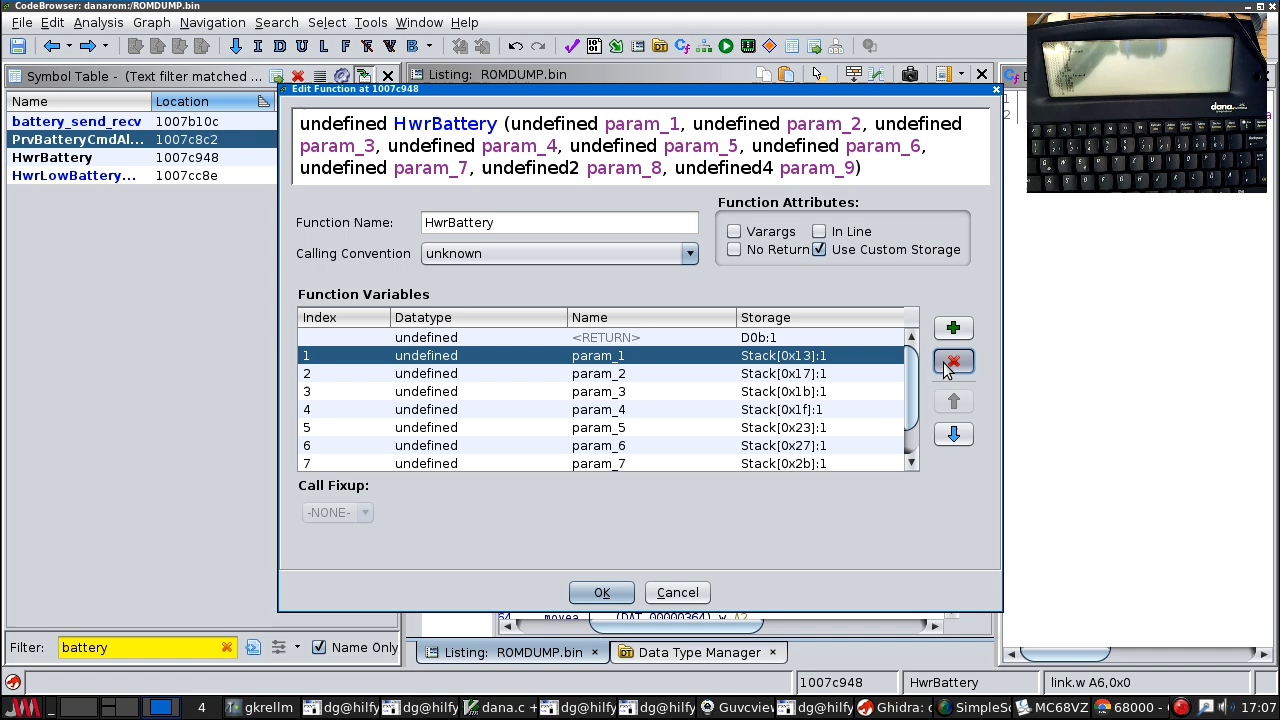 CodeBrowser: danarom:/ROMDUMP.bin
File Edit Analysis Graph Navigation Search Select Tools Window Help
I D U L F V B
Symbol Table - (Text filter matched ...
Listing: ROMDUMP.bin
Name Location
battery_send_recv 1007b10c
PrvBatteryCmdAl... 1007c8c2
HwrBattery 1007c948
HwrLowBattery... 1007cc8e
Edit Function at 1007c948
undefined HwrBattery (undefined param_1, undefined param_2, undefined
param_3, undefined param_4, undefined param_5, undefined param_6,
undefined param_7, undefined2 param_8, undefined4 param_9)
Function Name: HwrBattery
Calling Convention unknown
Function Attributes:
Varargs In Line
No Return Use Custom Storage
Function Variables
Index Datatype Name Storage
undefined <RETURN> D0b:1
1 undefined param_1 Stack[0x13]:1
2 undefined param_2 Stack[0x17]:1
3 undefined param_3 Stack[0x1b]:1
4 undefined param_4 Stack[0x1f]:1
5 undefined param_5 Stack[0x23]:1
6 undefined param_6 Stack[0x27]:1
7 undefined param_7 Stack[0x2b]:1
Call Fixup:
-NONE-
OK Cancel
1
2
dana
Filter: battery Name Only
Listing: ROMDUMP.bin Data Type Manager
1007c948 HwrBattery link.w A6,0x0
4 gkrellm dg@hilfy dana.c + dg@hilfy dg@hilfy Guvcview dg@hilfy Ghidra: SimpleS 68000 - MC68VZ 17:07